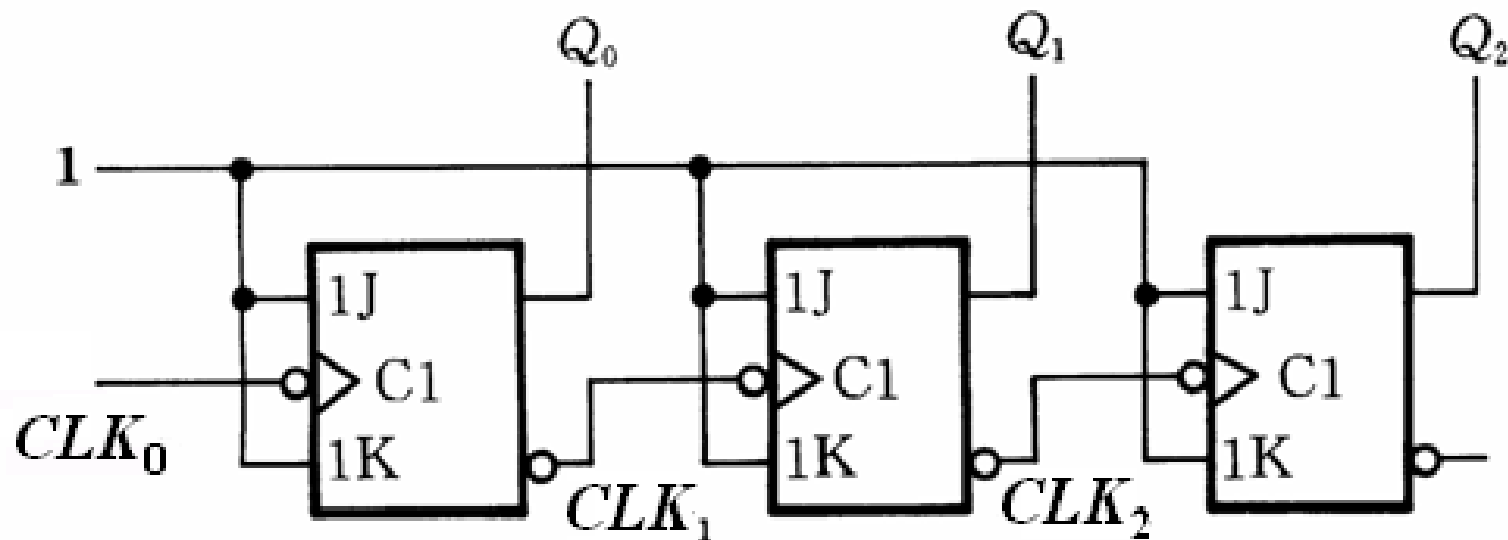 Q₀ Q₁ Q₂
1
1J 1J 1J
C1 C1 C1
CLK₀ 1K 1K 1K
CLK₁ CLK₂